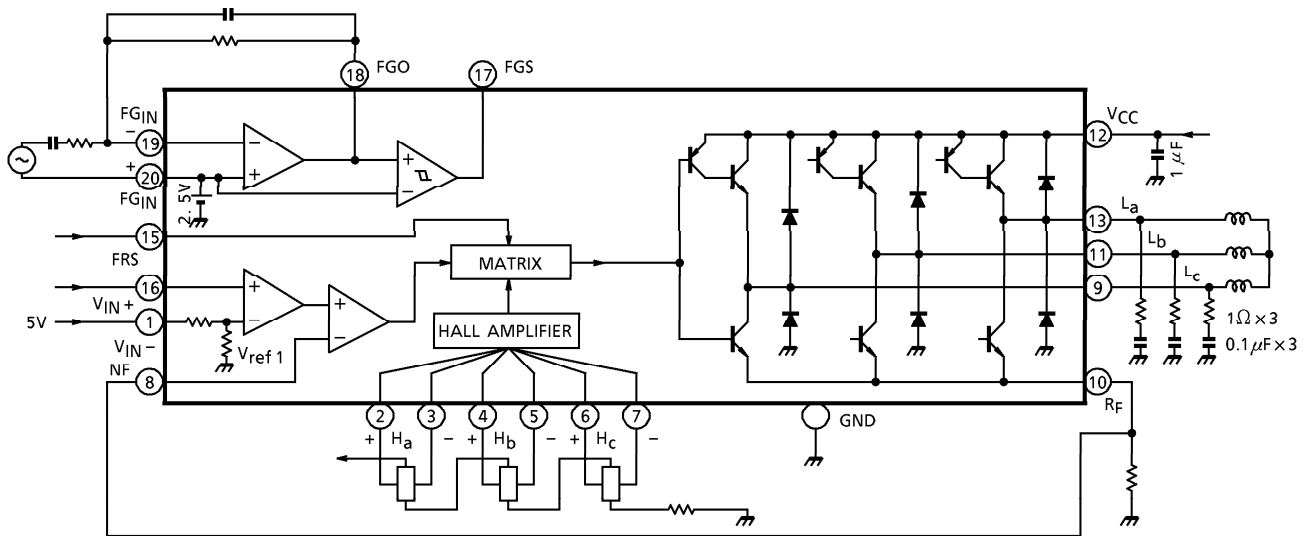 18 FGO
17 FGS
FGIN
− 19
+ 20
FGIN
2. 5V
15
FRS
16
VIN +
5V 1
VIN −
Vref 1
NF
8
MATRIX
HALL AMPLIFIER
2 3 4 5 6 7
+ Ha − + Hb − + Hc −
GND
VCC
12
1 μF
13 La
11 Lb
9 Lc
1Ω×3
0.1μF×3
10
RF